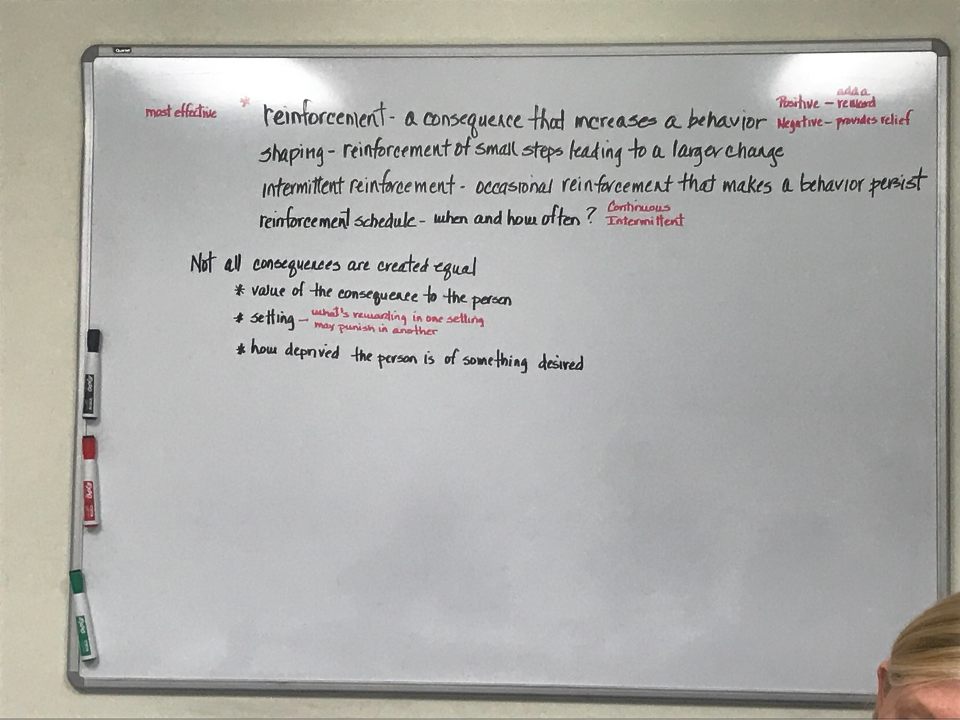 Quartet
most effective * reinforcement - a consequence that increases a behavior Positive - add a reward
Negative - provides relief
shaping - reinforcement of small steps leading to a larger change
intermittent reinforcement - occasional reinforcement that makes a behavior persist
reinforcement schedule - when and how often? Continuous
Intermittent
Not all consequences are created equal
* value of the consequence to the person
* setting - what's rewarding in one setting
may punish in another
* how deprived the person is of something desired
EXPO
EXPO
EXPO